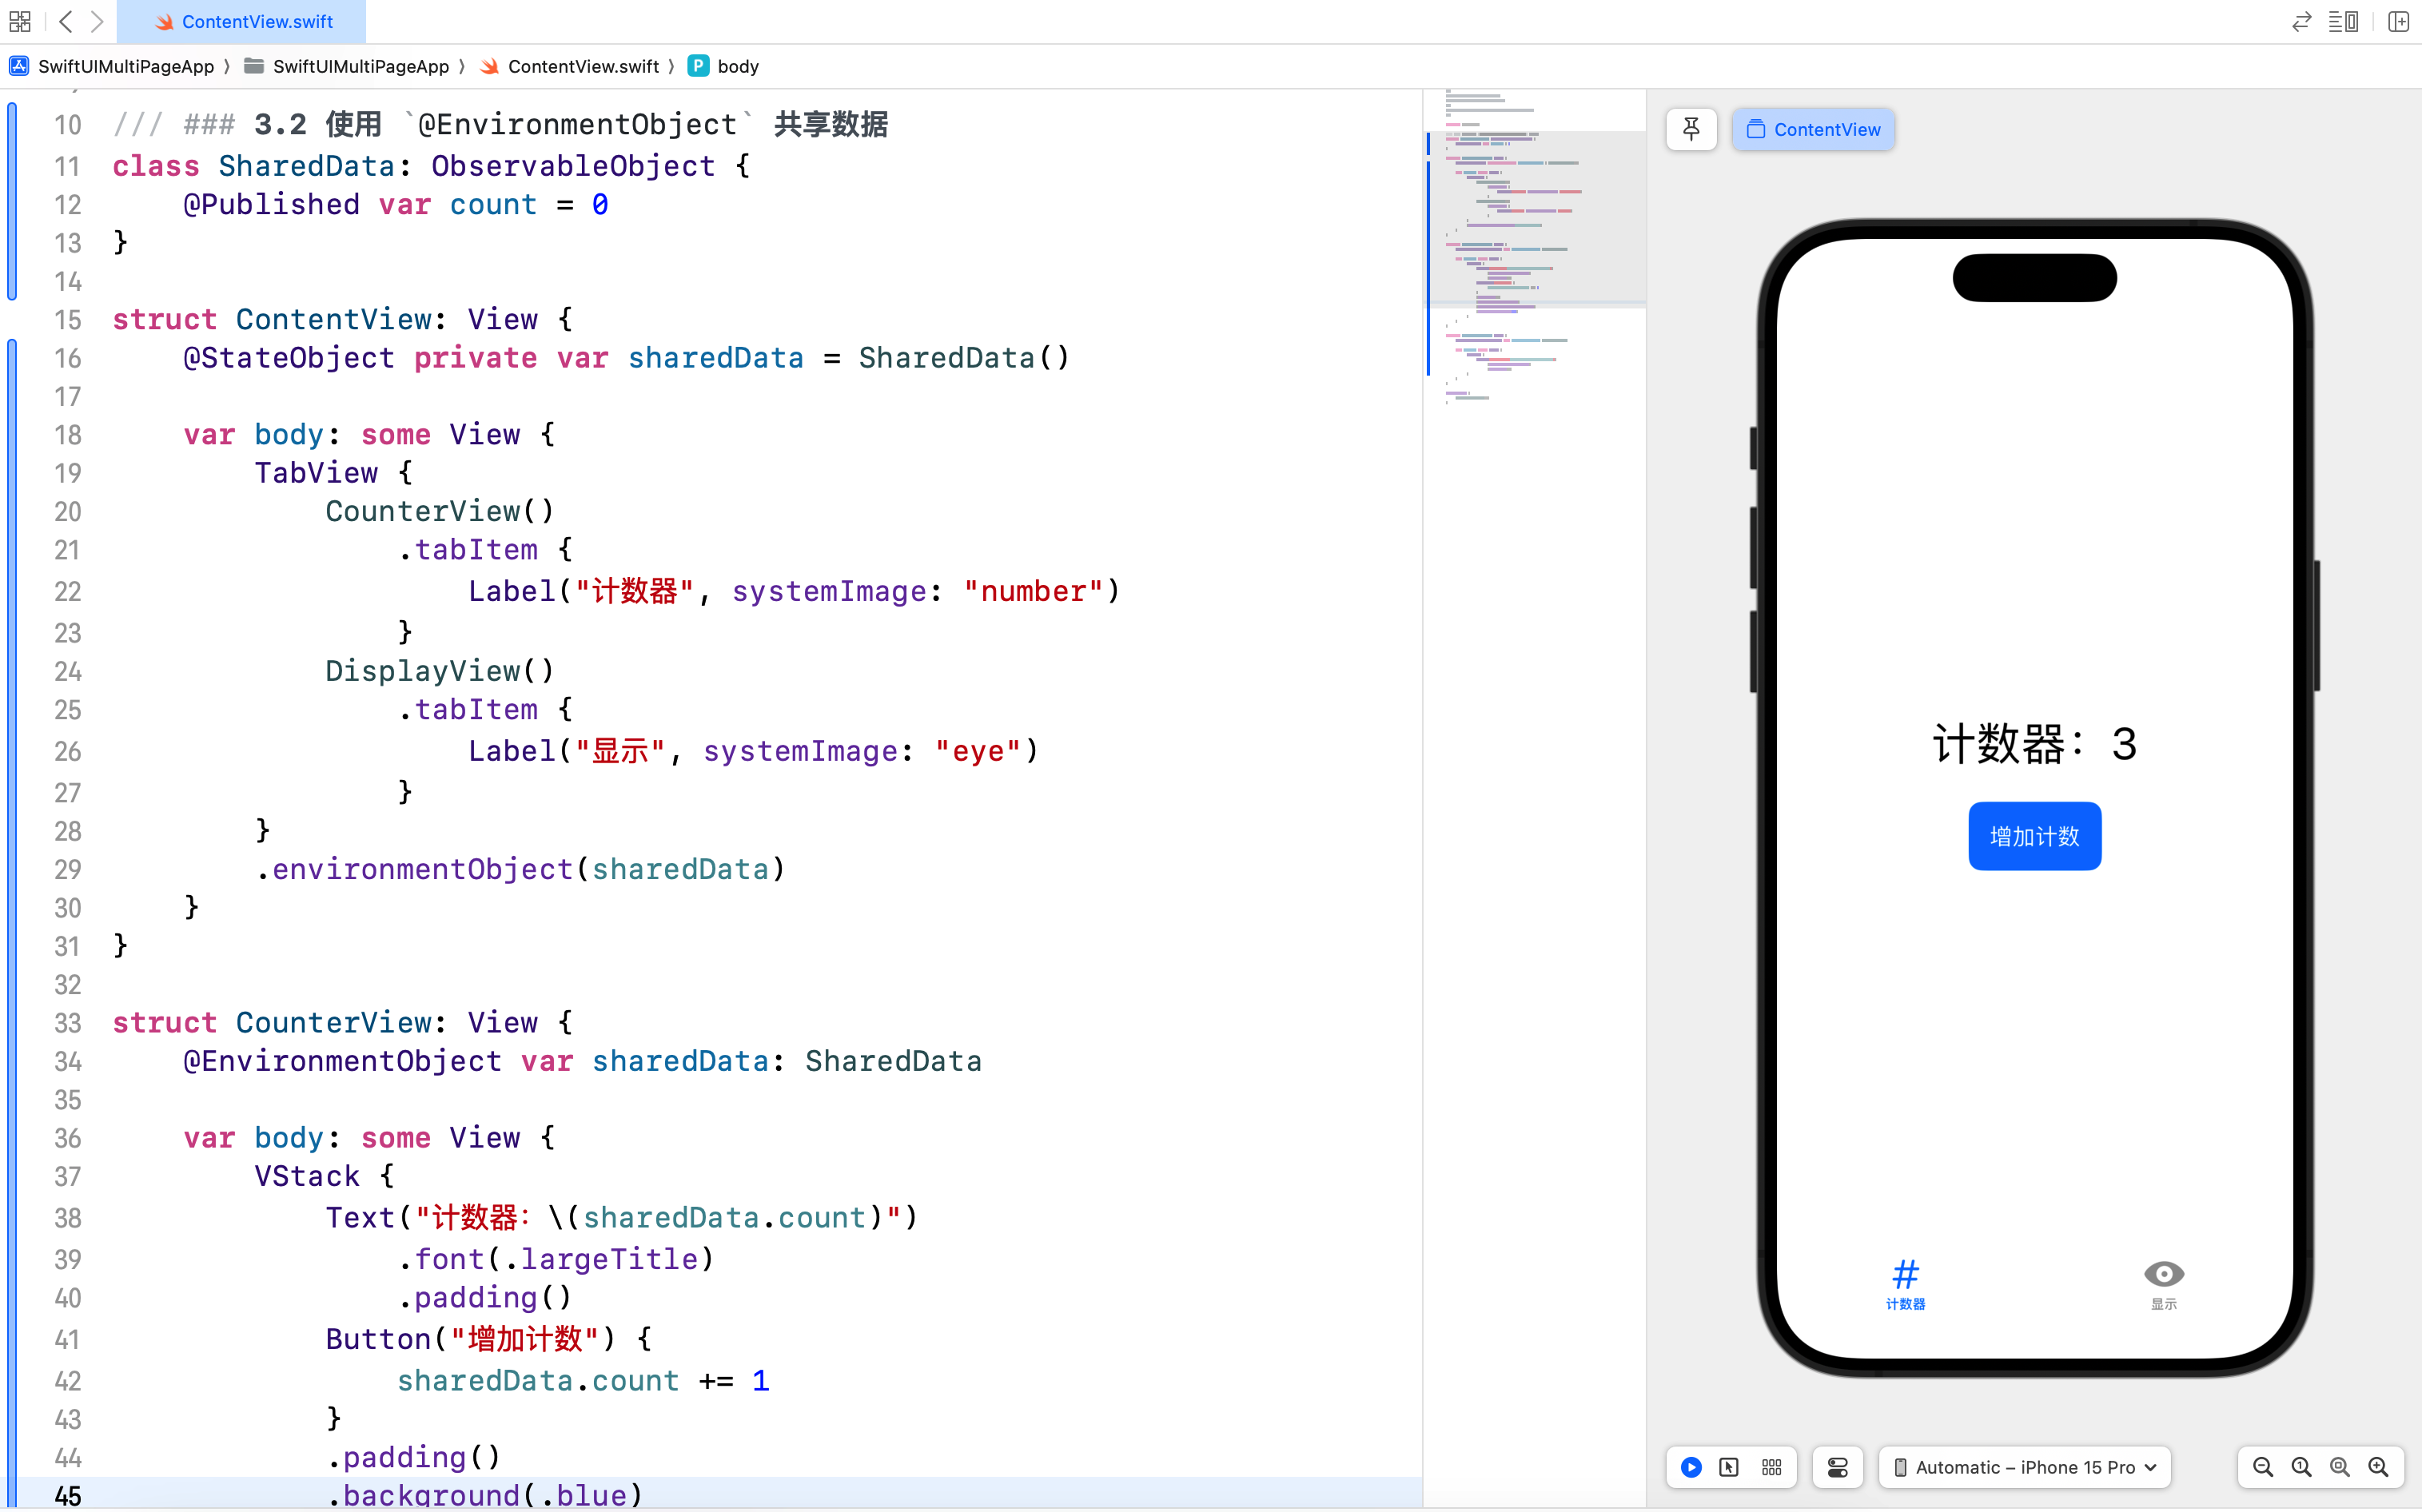 ContentView.swift
SwiftUIMultiPageApp 〉 SwiftUIMultiPageApp 〉 ContentView.swift 〉 P body
10 /// ### 3.2 使用 `@EnvironmentObject` 共享数据
11 class SharedData: ObservableObject {
12 @Published var count = 0
13 }
14
15 struct ContentView: View {
16 @StateObject private var sharedData = SharedData()
17
18 var body: some View {
19 TabView {
20 CounterView()
21 .tabItem {
22 Label("计数器", systemImage: "number")
23 }
24 DisplayView()
25 .tabItem {
26 Label("显示", systemImage: "eye")
27 }
28 }
29 .environmentObject(sharedData)
30 }
31 }
32
33 struct CounterView: View {
34 @EnvironmentObject var sharedData: SharedData
35
36 var body: some View {
37 VStack {
38 Text("计数器：\(sharedData.count)")
39 .font(.largeTitle)
40 .padding()
41 Button("增加计数") {
42 sharedData.count += 1
43 }
44 .padding()
45 .background(.blue)
ContentView
计数器：3
增加计数
计数器
显示
Automatic – iPhone 15 Pro